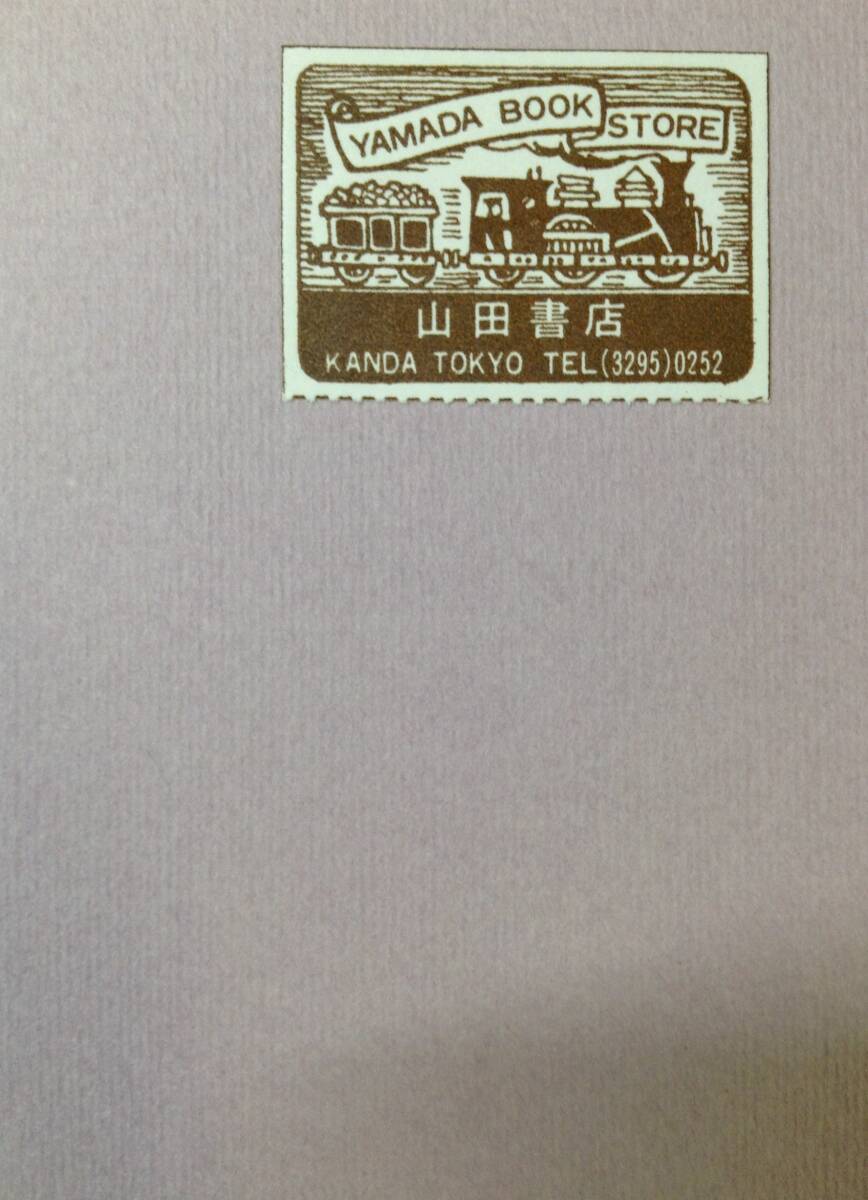 YAMADA BOOK STORE
山田書店
KANDA TOKYO TEL(3295)0252